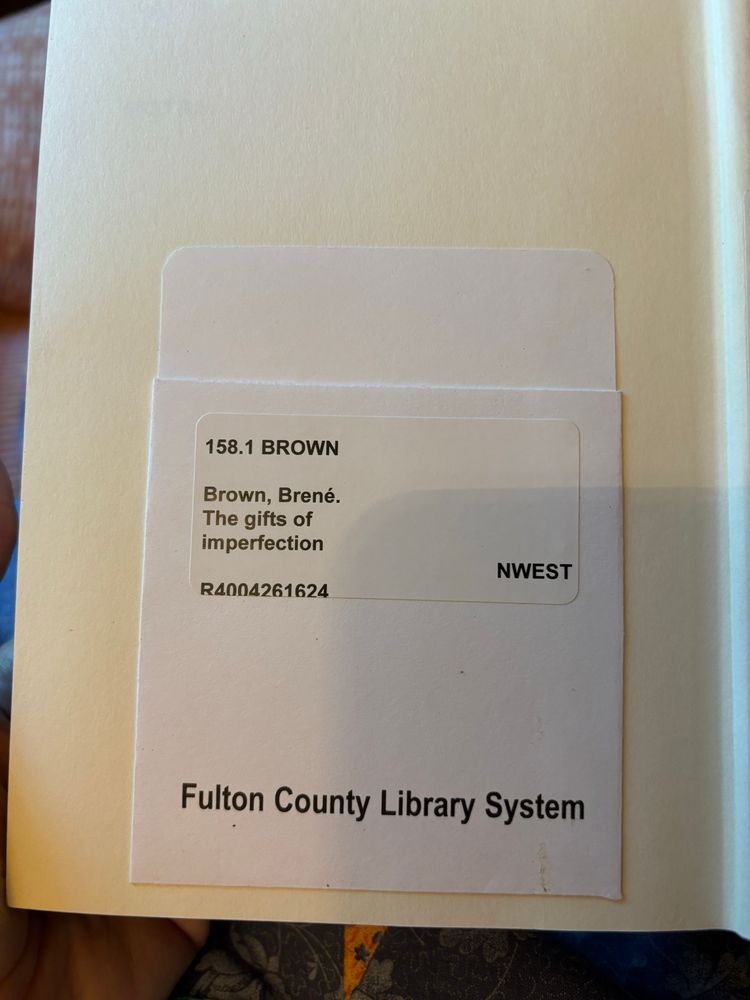 158.1 BROWN
Brown, Brené.
The gifts of
imperfection
NWEST
R4004261624
Fulton County Library System